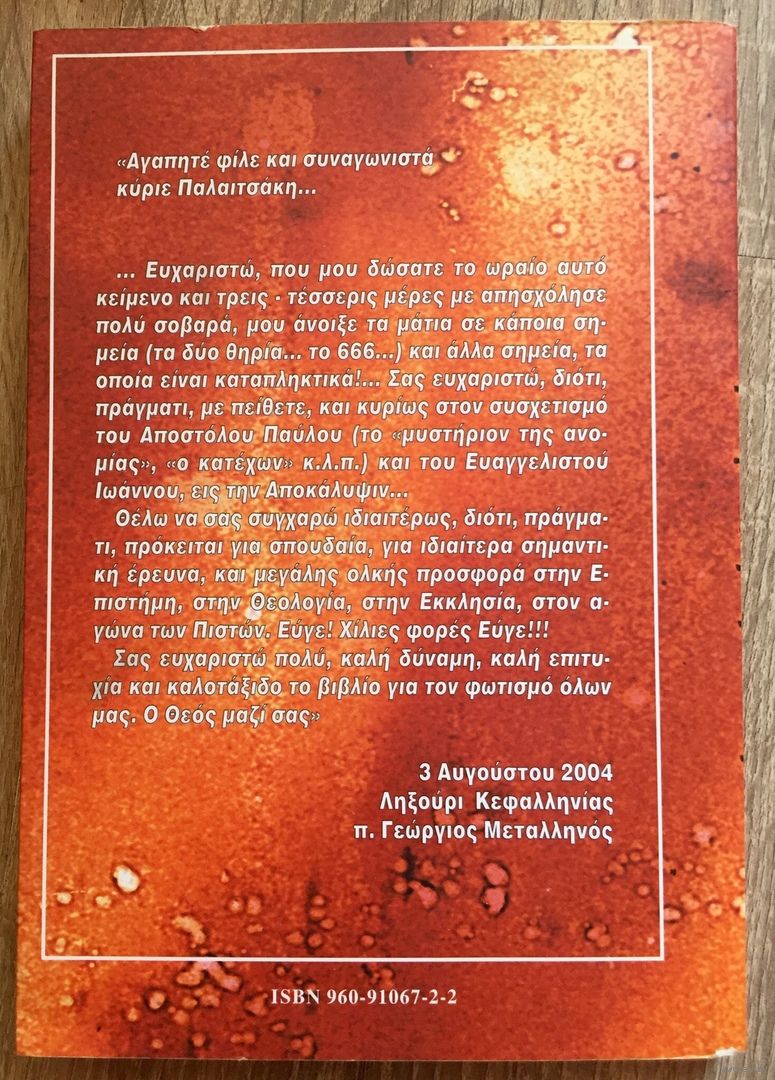 «Αγαπητέ φίλε και συναγωνιστά
κύριε Παλαιτσάκη...
... Ευχαριστώ, που μου δώσατε το ωραίο αυτό
κείμενο και τρεις - τέσσερις μέρες με απησχόλησε
πολύ σοβαρά, μου άνοιξε τα μάτια σε κάποια ση-
μεία (τα δύο θηρία... το 666...) και άλλα σημεία, τα
οποία είναι καταπληκτικά!... Σας ευχαριστώ, διότι,
πράγματι, με πείθετε, και κυρίως στον συσχετισμό
του Αποστόλου Παύλου (το «μυστήριον της ανο-
μίας», «ο κατέχων» κ.λ.π.) και του Ευαγγελιστού
Ιωάννου, εις την Αποκάλυψιν...
Θέλω να σας συγχαρώ ιδιαιτέρως, διότι, πράγμα-
τι, πρόκειται για σπουδαία, για ιδιαίτερα σημαντι-
κή έρευνα, και μεγάλης ολκής προσφορά στην Ε-
πιστήμη, στην Θεολογία, στην Εκκλησία, στον α-
γώνα των Πιστών. Εύγε! Χίλιες φορές Εύγε!!!
Σας ευχαριστώ πολύ, καλή δύναμη, καλή επιτυ-
χία και καλοτάξιδο το βιβλίο για τον φωτισμό όλων
μας. Ο Θεός μαζί σας»
3 Αυγούστου 2004
Ληξούρι Κεφαλληνίας
π. Γεώργιος Μεταλληνός
ISBN 960-91067-2-2